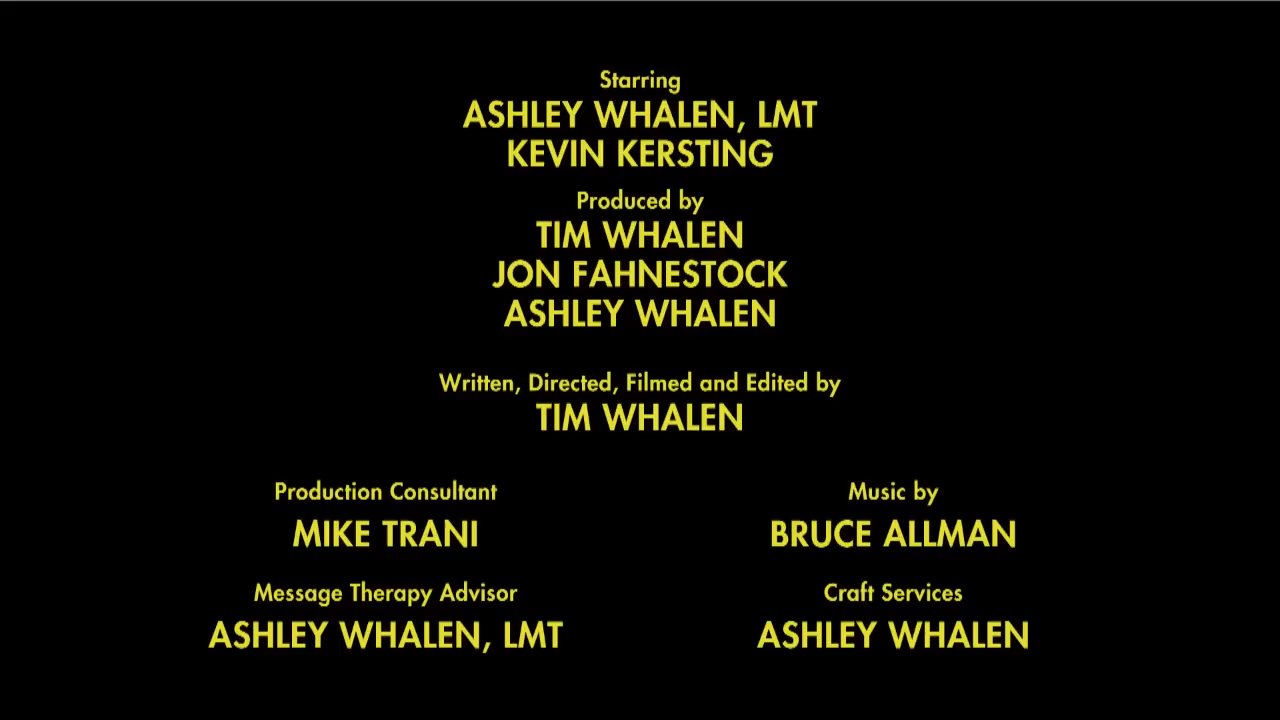 Starring
ASHLEY WHALEN, LMT
KEVIN KERSTING
Produced by
TIM WHALEN
JON FAHNESTOCK
ASHLEY WHALEN
Written, Directed, Filmed and Edited by
TIM WHALEN
Production Consultant
MIKE TRANI
Music by
BRUCE ALLMAN
Message Therapy Advisor
ASHLEY WHALEN, LMT
Craft Services
ASHLEY WHALEN